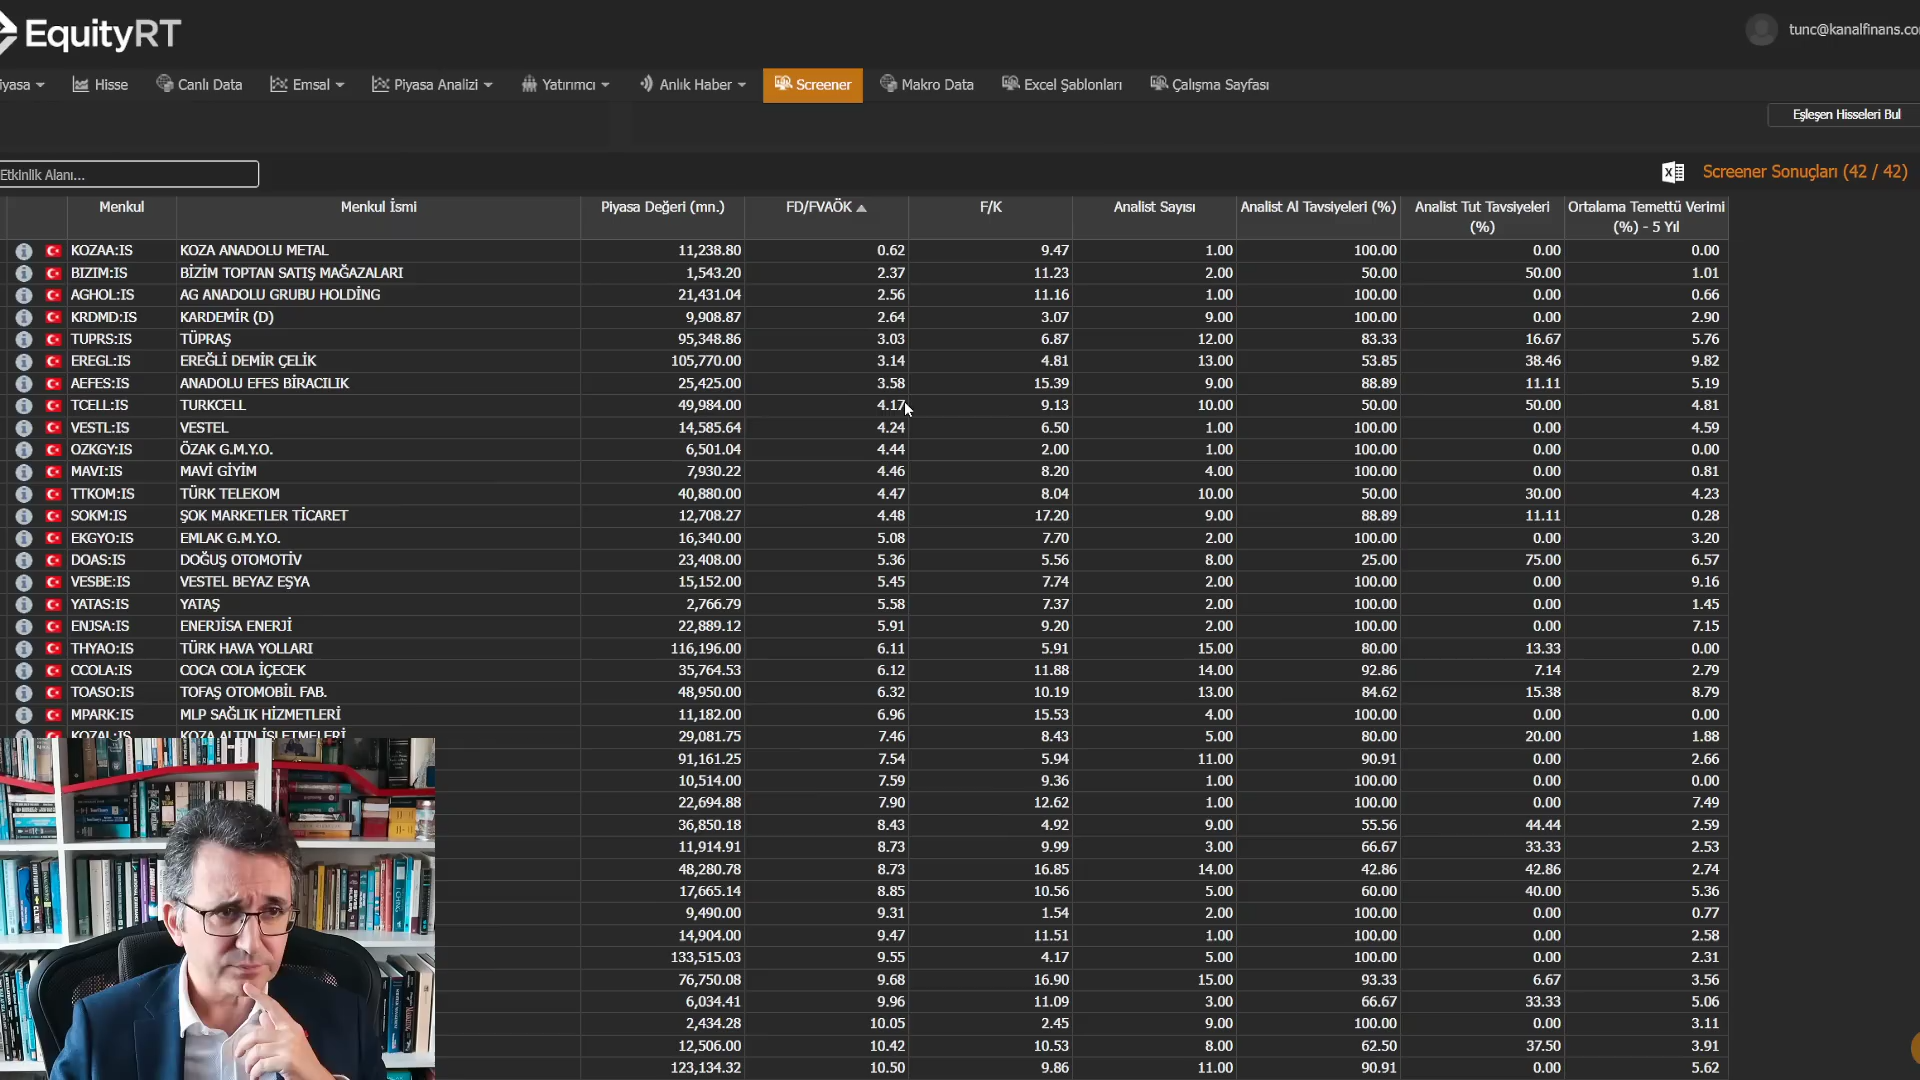 EquityRT
tunc@kanalfinans.co
iyasa Hisse Canlı Data Emsal Piyasa Analizi Yatırımcı Anlık Haber Screener Makro Data Excel Şablonları Çalışma Sayfası
Eşleşen Hisseleri Bul
Etkinlik Alanı...
Screener Sonuçları (42 / 42)
Menkul Menkul İsmi Piyasa Değeri (mn.) FD/FVAÖK F/K Analist Sayısı Analist Al Tavsiyeleri (%) Analist Tut Tavsiyeleri (%) Ortalama Temettü Verimi (%) - 5 Yıl
KOZAA:IS KOZA ANADOLU METAL 11,238.80 0.62 9.47 1.00 100.00 0.00 0.00
BIZIM:IS BİZİM TOPTAN SATIŞ MAĞAZALARI 1,543.20 2.37 11.23 2.00 50.00 50.00 1.01
AGHOL:IS AG ANADOLU GRUBU HOLDİNG 21,431.04 2.56 11.16 1.00 100.00 0.00 0.66
KRDMD:IS KARDEMİR (D) 9,908.87 2.64 3.07 9.00 100.00 0.00 2.90
TUPRS:IS TÜPRAŞ 95,348.86 3.03 6.87 12.00 83.33 16.67 5.76
EREGL:IS EREĞLİ DEMİR ÇELİK 105,770.00 3.14 4.81 13.00 53.85 38.46 9.82
AEFES:IS ANADOLU EFES BİRACILIK 25,425.00 3.58 15.39 9.00 88.89 11.11 5.19
TCELL:IS TURKCELL 49,984.00 4.17 9.13 10.00 50.00 50.00 4.81
VESTL:IS VESTEL 14,585.64 4.24 6.50 1.00 100.00 0.00 4.59
OZKGY:IS ÖZAK G.M.Y.O. 6,501.04 4.44 2.00 1.00 100.00 0.00 0.00
MAVI:IS MAVİ GİYİM 7,930.22 4.46 8.20 4.00 100.00 0.00 0.81
TTKOM:IS TÜRK TELEKOM 40,880.00 4.47 8.04 10.00 50.00 30.00 4.23
SOKM:IS ŞOK MARKETLER TİCARET 12,708.27 4.48 17.20 9.00 88.89 11.11 0.28
EKGYO:IS EMLAK G.M.Y.O. 16,340.00 5.08 7.70 2.00 100.00 0.00 3.20
DOAS:IS DOĞUŞ OTOMOTİV 23,408.00 5.36 5.56 8.00 25.00 75.00 6.57
VESBE:IS VESTEL BEYAZ EŞYA 15,152.00 5.45 7.74 2.00 100.00 0.00 9.16
YATAS:IS YATAŞ 2,766.79 5.58 7.37 2.00 100.00 0.00 1.45
ENJSA:IS ENERJİSA ENERJİ 22,889.12 5.91 9.20 2.00 100.00 0.00 7.15
THYAO:IS TÜRK HAVA YOLLARI 116,196.00 6.11 5.91 15.00 80.00 13.33 0.00
CCOLA:IS COCA COLA İÇECEK 35,764.53 6.12 11.88 14.00 92.86 7.14 2.79
TOASO:IS TOFAŞ OTOMOBİL FAB. 48,950.00 6.32 10.19 13.00 84.62 15.38 8.79
MPARK:IS MLP SAĞLIK HİZMETLERİ 11,182.00 6.96 15.53 4.00 100.00 0.00 0.00
KOZAL:IS KOZA ALTIN İŞLETMELERİ 29,081.75 7.46 8.43 5.00 80.00 20.00 1.88
91,161.25 7.54 5.94 11.00 90.91 0.00 2.66
10,514.00 7.59 9.36 1.00 100.00 0.00 0.00
22,694.88 7.90 12.62 1.00 100.00 0.00 7.49
36,850.18 8.43 4.92 9.00 55.56 44.44 2.59
11,914.91 8.73 9.99 3.00 66.67 33.33 2.53
48,280.78 8.73 16.85 14.00 42.86 42.86 2.74
17,665.14 8.85 10.56 5.00 60.00 40.00 5.36
9,490.00 9.31 1.54 2.00 100.00 0.00 0.77
14,904.00 9.47 11.51 1.00 100.00 0.00 2.58
133,515.03 9.55 4.17 5.00 100.00 0.00 2.31
76,750.08 9.68 16.90 15.00 93.33 6.67 3.56
6,034.41 9.96 11.09 3.00 66.67 33.33 5.06
2,434.28 10.05 2.45 9.00 100.00 0.00 3.11
12,506.00 10.42 10.53 8.00 62.50 37.50 3.91
123,134.32 10.50 9.86 11.00 90.91 0.00 5.62